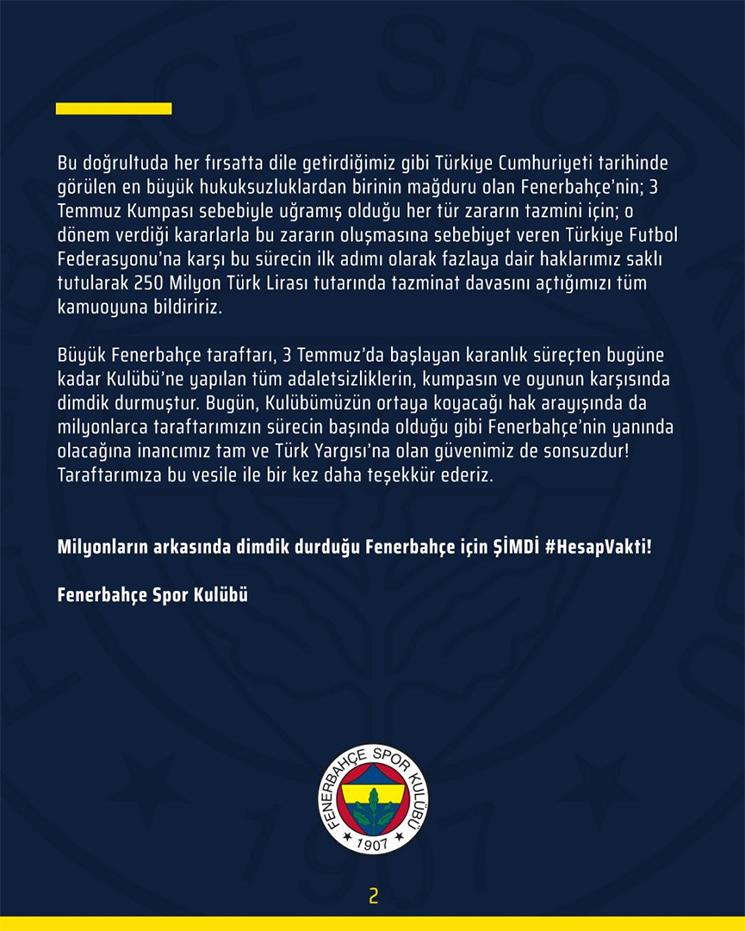 Bu doğrultuda her fırsatta dile getirdiğimiz gibi Türkiye Cumhuriyeti tarihinde
görülen en büyük hukuksuzluklardan birinin mağduru olan Fenerbahçe'nin; 3
Temmuz Kumpası sebebiyle uğramış olduğu her tür zararın tazmini için; o
dönem verdiği kararlarla bu zararın oluşmasına sebebiyet veren Türkiye Futbol
Federasyonu'na karşı bu sürecin ilk adımı olarak fazlaya dair haklarımız saklı
tutularak 250 Milyon Türk Lirası tutarında tazminat davasını açtığımızı tüm
kamuoyuna bildiririz.
Büyük Fenerbahçe taraftarı, 3 Temmuz'da başlayan karanlık süreçten bugüne
kadar Kulübü'ne yapılan tüm adaletsizliklerin, kumpasın ve oyunun karşısında
dimdik durmuştur. Bugün, Kulübümüzün ortaya koyacağı hak arayışında da
milyonlarca taraftarımızın sürecin başında olduğu gibi Fenerbahçe'nin yanında
olacağına inancımız tam ve Türk Yargısı'na olan güvenimiz de sonsuzdur!
Taraftarımıza bu vesile ile bir kez daha teşekkür ederiz.
Milyonların arkasında dimdik durduğu Fenerbahçe için ŞİMDİ #HesapVakti!
Fenerbahçe Spor Kulübü
FENERBAHÇE SPOR KULÜBÜ
1907
2